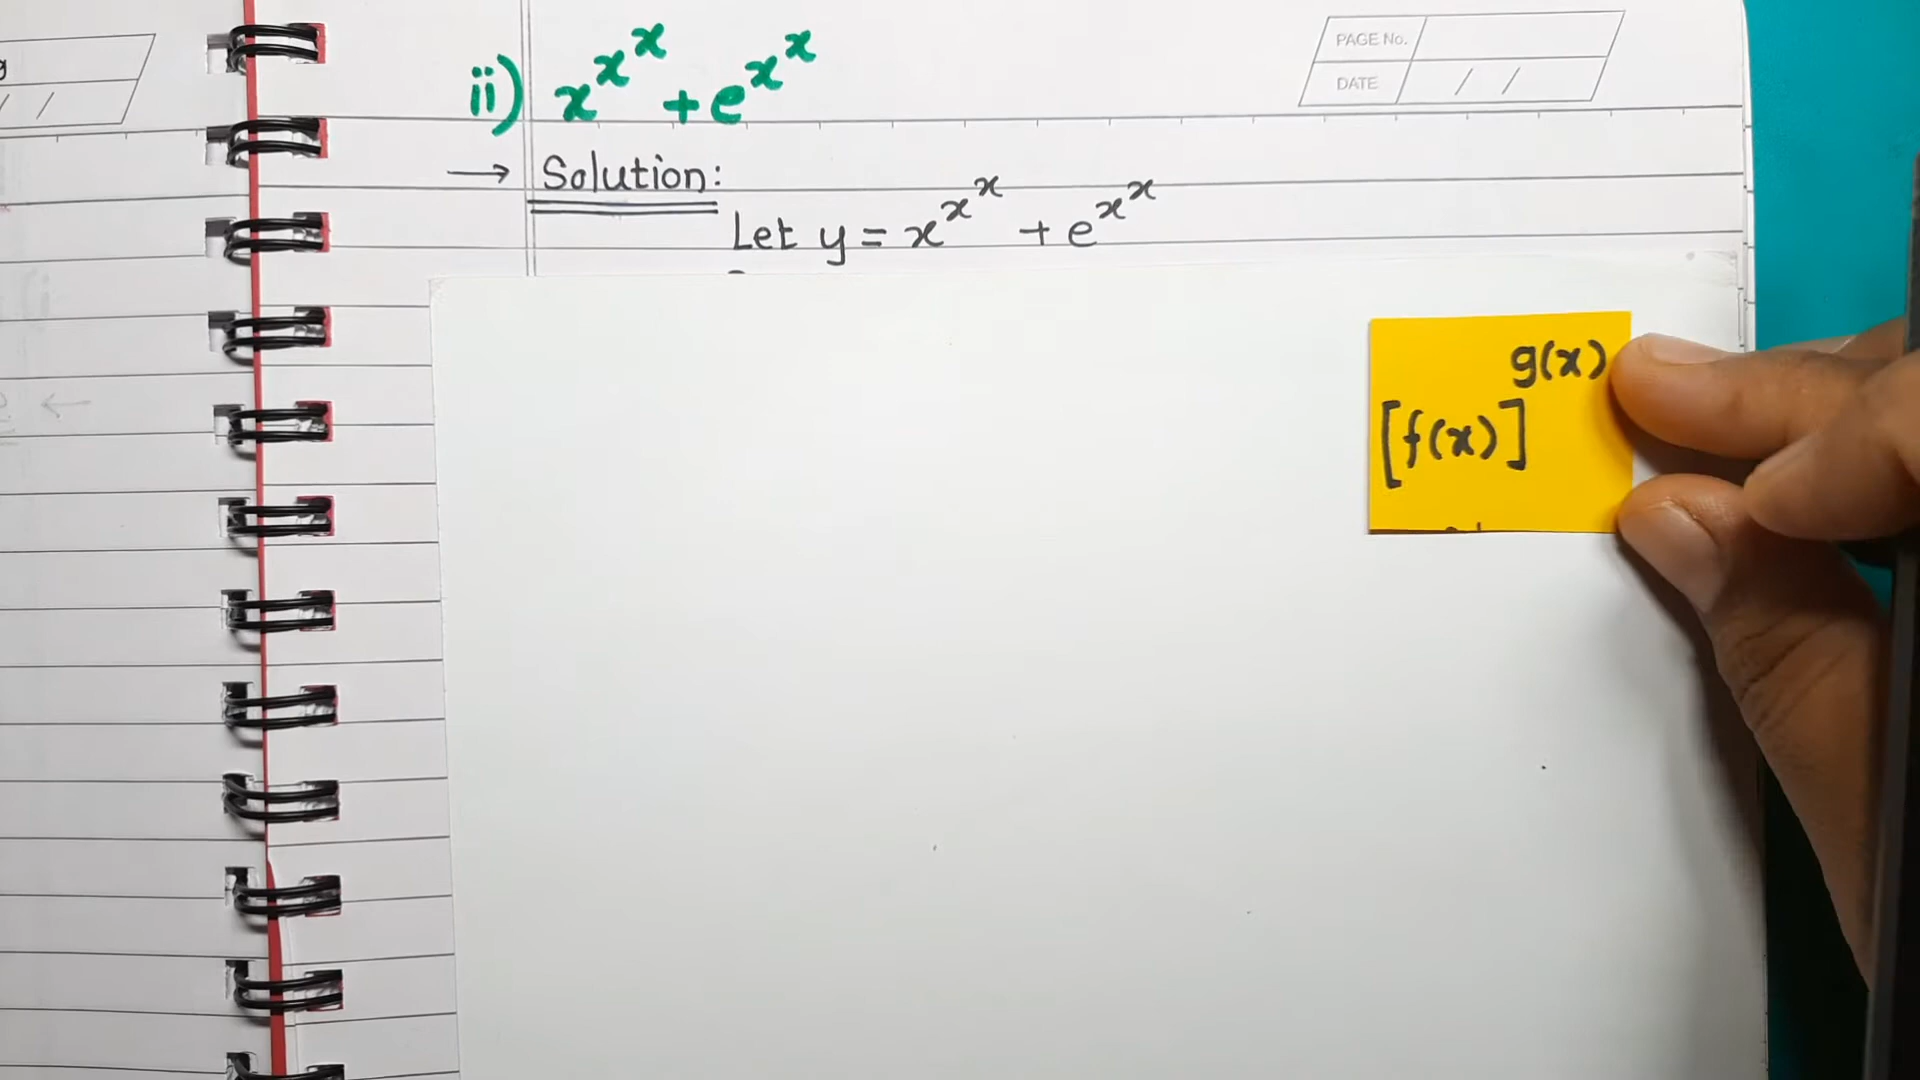 PAGE No.
DATE / /
ii) x^x^x + e^x^x
→ Solution:
Let y = x^x^x + e^x^x
[f(x)]^g(x)